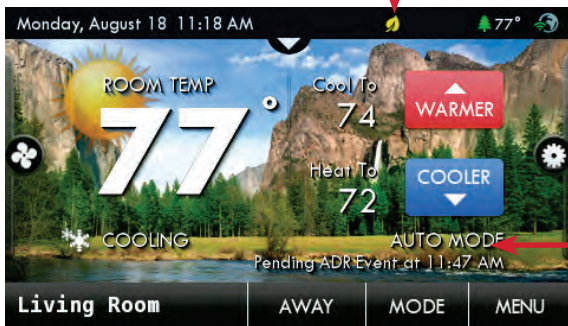 Monday, August 18 11:18 AM
77°
ROOM TEMP
77°
Cool To
74
WARMER
Heat To
72
COOLER
COOLING
AUTO MODE
Pending ADR Event at 11:47 AM
Living Room
AWAY
MODE
MENU